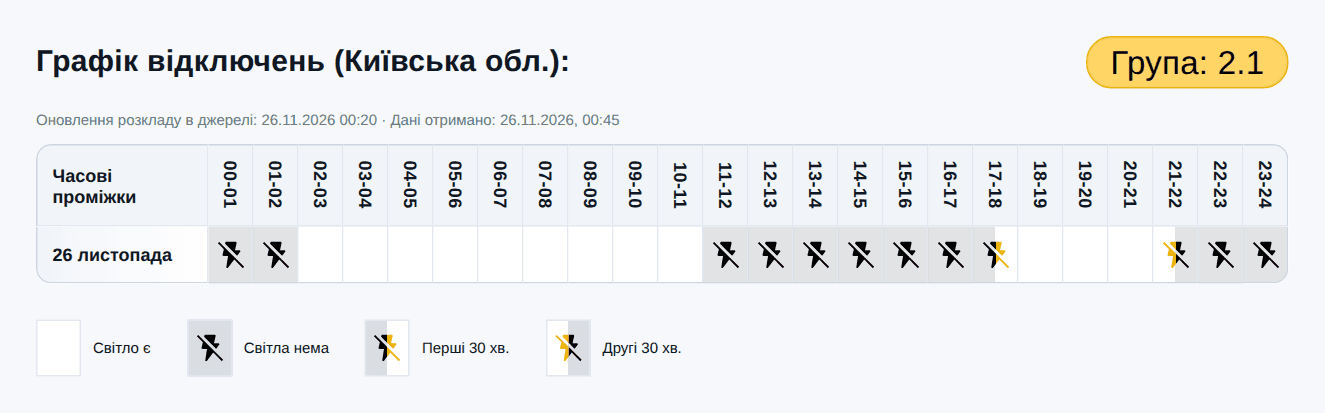 Графік відключень (Київська обл.):
Група: 2.1
Оновлення розкладу в джерелі: 26.11.2026 00:20 · Дані отримано: 26.11.2026, 00:45
Часові
проміжки
00-01
01-02
02-03
03-04
04-05
05-06
06-07
07-08
08-09
09-10
10-11
11-12
12-13
13-14
14-15
15-16
16-17
17-18
18-19
19-20
20-21
21-22
22-23
23-24
26 листопада
Світло є
Світла нема
Перші 30 хв.
Другі 30 хв.